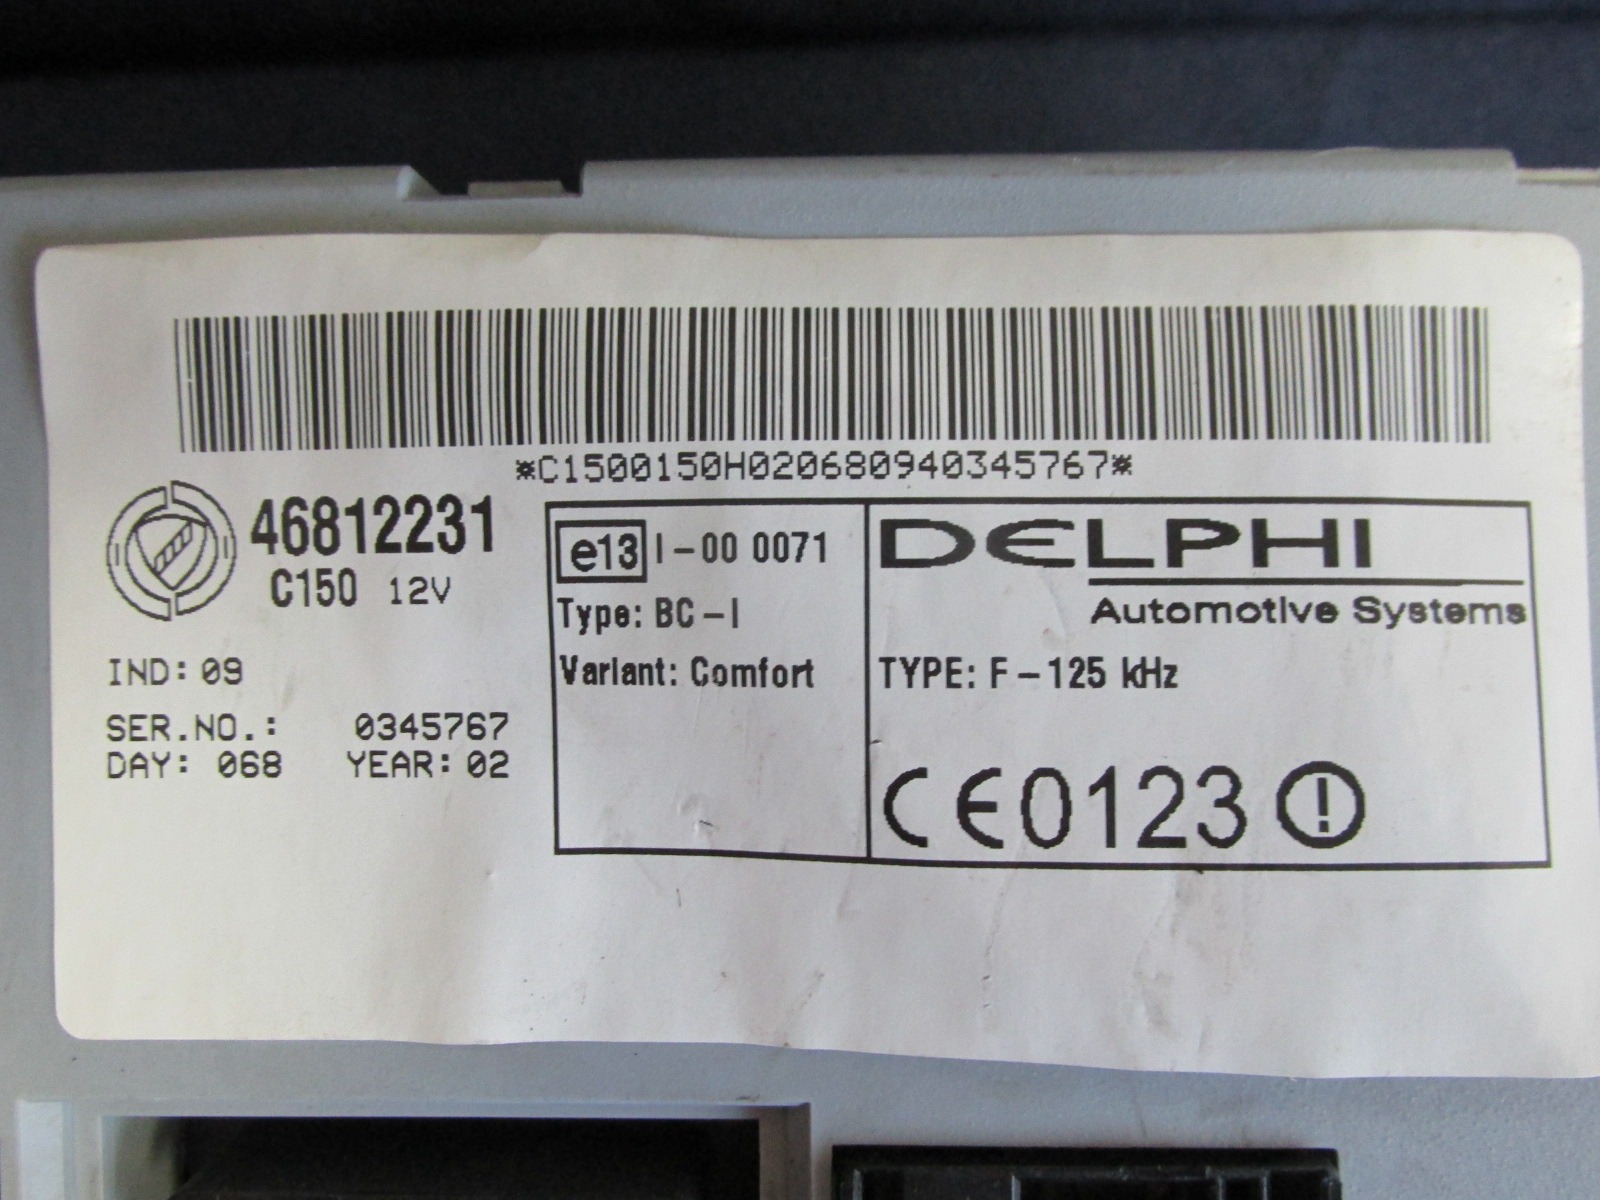 *C1500150H020680940345767*
46812231
C150 12V
IND: 09
SER.NO.: 0345767
DAY: 068 YEAR: 02
e13 I-00 0071
Type: BC-I
Variant: Comfort
DELPHI
Automotive Systems
TYPE: F-125 kHz
CE0123 !